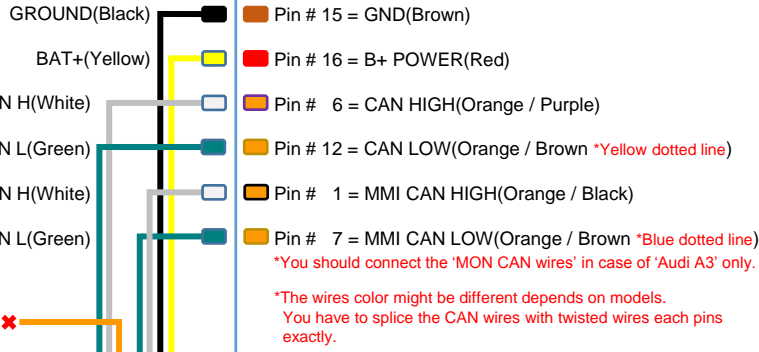 GROUND(Black) Pin # 15 = GND(Brown)
BAT+(Yellow) Pin # 16 = B+ POWER(Red)
N H(White) Pin # 6 = CAN HIGH(Orange / Purple)
N L(Green) Pin # 12 = CAN LOW(Orange / Brown *Yellow dotted line)
N H(White) Pin # 1 = MMI CAN HIGH(Orange / Black)
N L(Green) Pin # 7 = MMI CAN LOW(Orange / Brown *Blue dotted line)
*You should connect the ‘MON CAN wires’ in case of ‘Audi A3’ only.
*The wires color might be different depends on models.
You have to splice the CAN wires with twisted wires each pins
exactly.